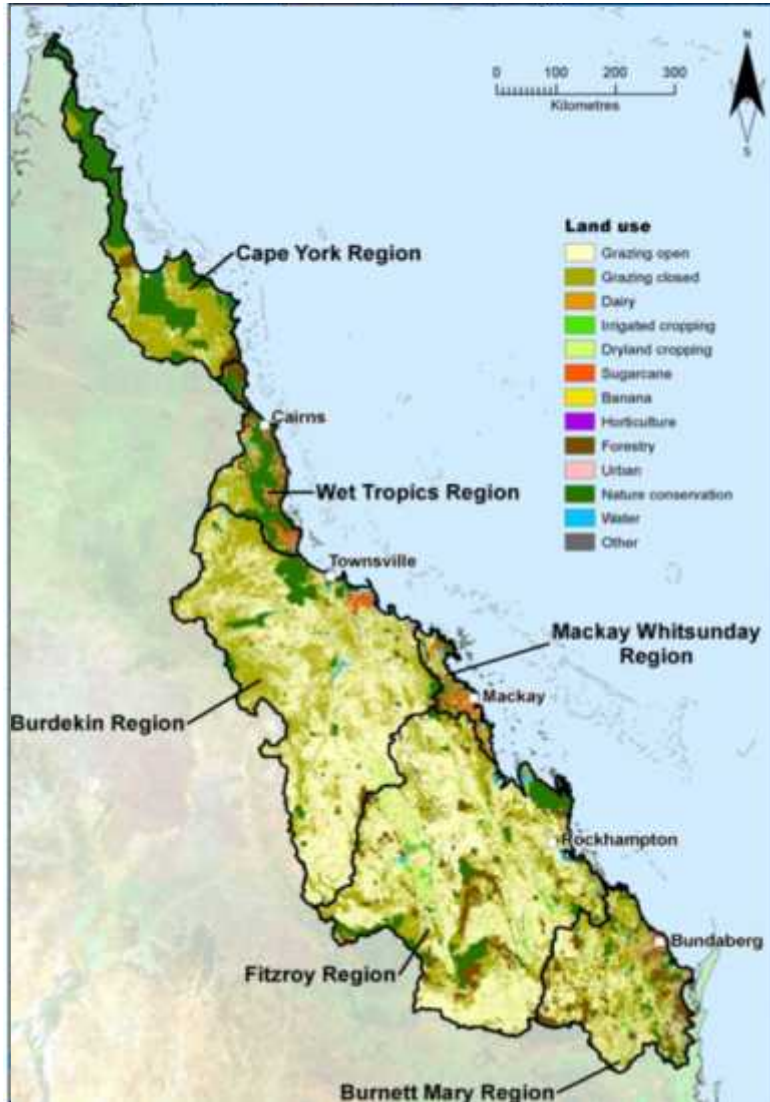 N
0 100 200 300
Kilometres
S
Land use
Grazing open
Grazing closed
Dairy
Irrigated cropping
Dryland cropping
Sugarcane
Banana
Horticulture
Forestry
Urban
Nature conservation
Water
Other
Cape York Region
Cairns
Wet Tropics Region
Townsville
Mackay Whitsunday
Region
Mackay
Burdekin Region
Rockhampton
Bundaberg
Fitzroy Region
Burnett Mary Region